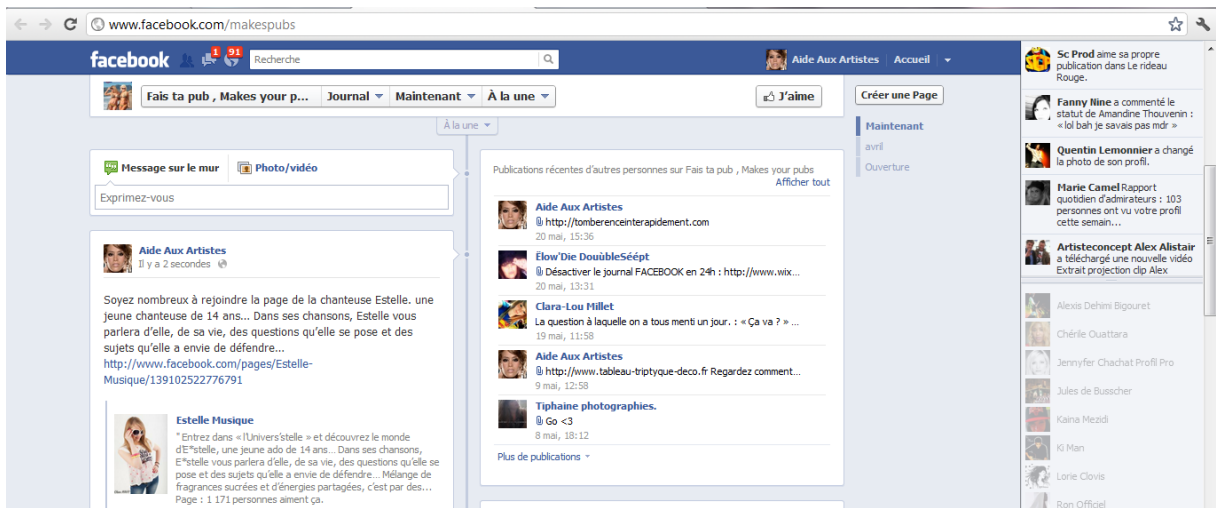 www.facebook.com/makespubs
facebook 1 91 Recherche Aide Aux Artistes Accueil
Fais ta pub , Makes your p... Journal Maintenant À la une J'aime Créer une Page
À la une
Maintenant
avril
Ouverture
Message sur le mur Photo/vidéo
Exprimez-vous
Aide Aux Artistes
Il y a 2 secondes
Soyez nombreux à rejoindre la page de la chanteuse Estelle. une
jeune chanteuse de 14 ans... Dans ses chansons, Estelle vous
parlera d'elle, de sa vie, des questions qu'elle se pose et des
sujets qu'elle a envie de défendre...
http://www.facebook.com/pages/Estelle-
Musique/139102522776791
Estelle Musique
"Entrez dans « l'Univers'stelle » et découvrez le monde
d'E*stelle, une jeune ado de 14 ans... Dans ses chansons,
E*stelle vous parlera d'elle, de sa vie, des questions qu'elle se
pose et des sujets qu'elle a envie de défendre... Mélange de
fragrances sucrées et d'énergies partagées, c'est par des...
Page : 1 171 personnes aiment ça.
Publications récentes d'autres personnes sur Fais ta pub , Makes your pubs
Afficher tout
Aide Aux Artistes
http://tomberenceinterapidement.com
20 mai, 15:36
Èlow'Die DouùbleSéépt
Désactiver le journal FACEBOOK en 24h : http://www.wix...
20 mai, 13:31
Clara-Lou Millet
La question à laquelle on a tous menti un jour. : « Ça va ? » ...
19 mai, 11:58
Aide Aux Artistes
http://www.tableau-triptyque-deco.fr Regardez comment...
9 mai, 12:58
Tiphaine photographies.
Go <3
8 mai, 18:12
Plus de publications
Sc Prod aime sa propre
publication dans Le rideau
Rouge.
Fanny Nine a commenté le
statut de Amandine Thouvenin :
« lol bah je savais pas mdr »
Quentin Lemonnier a changé
la photo de son profil.
Marie Camel Rapport
quotidien d'admirateurs : 103
personnes ont vu votre profil
cette semain...
Artisteconcept Alex Alistair
a téléchargé une nouvelle vidéo
Extrait projection clip Alex
Alexis Dehimi Bigouret
Chérile Ouattara
Jennyfer Chachat Profil Pro
Jules de Busscher
Kaina Mezidi
Ki Man
Lorie Clovis
Ron Officiel